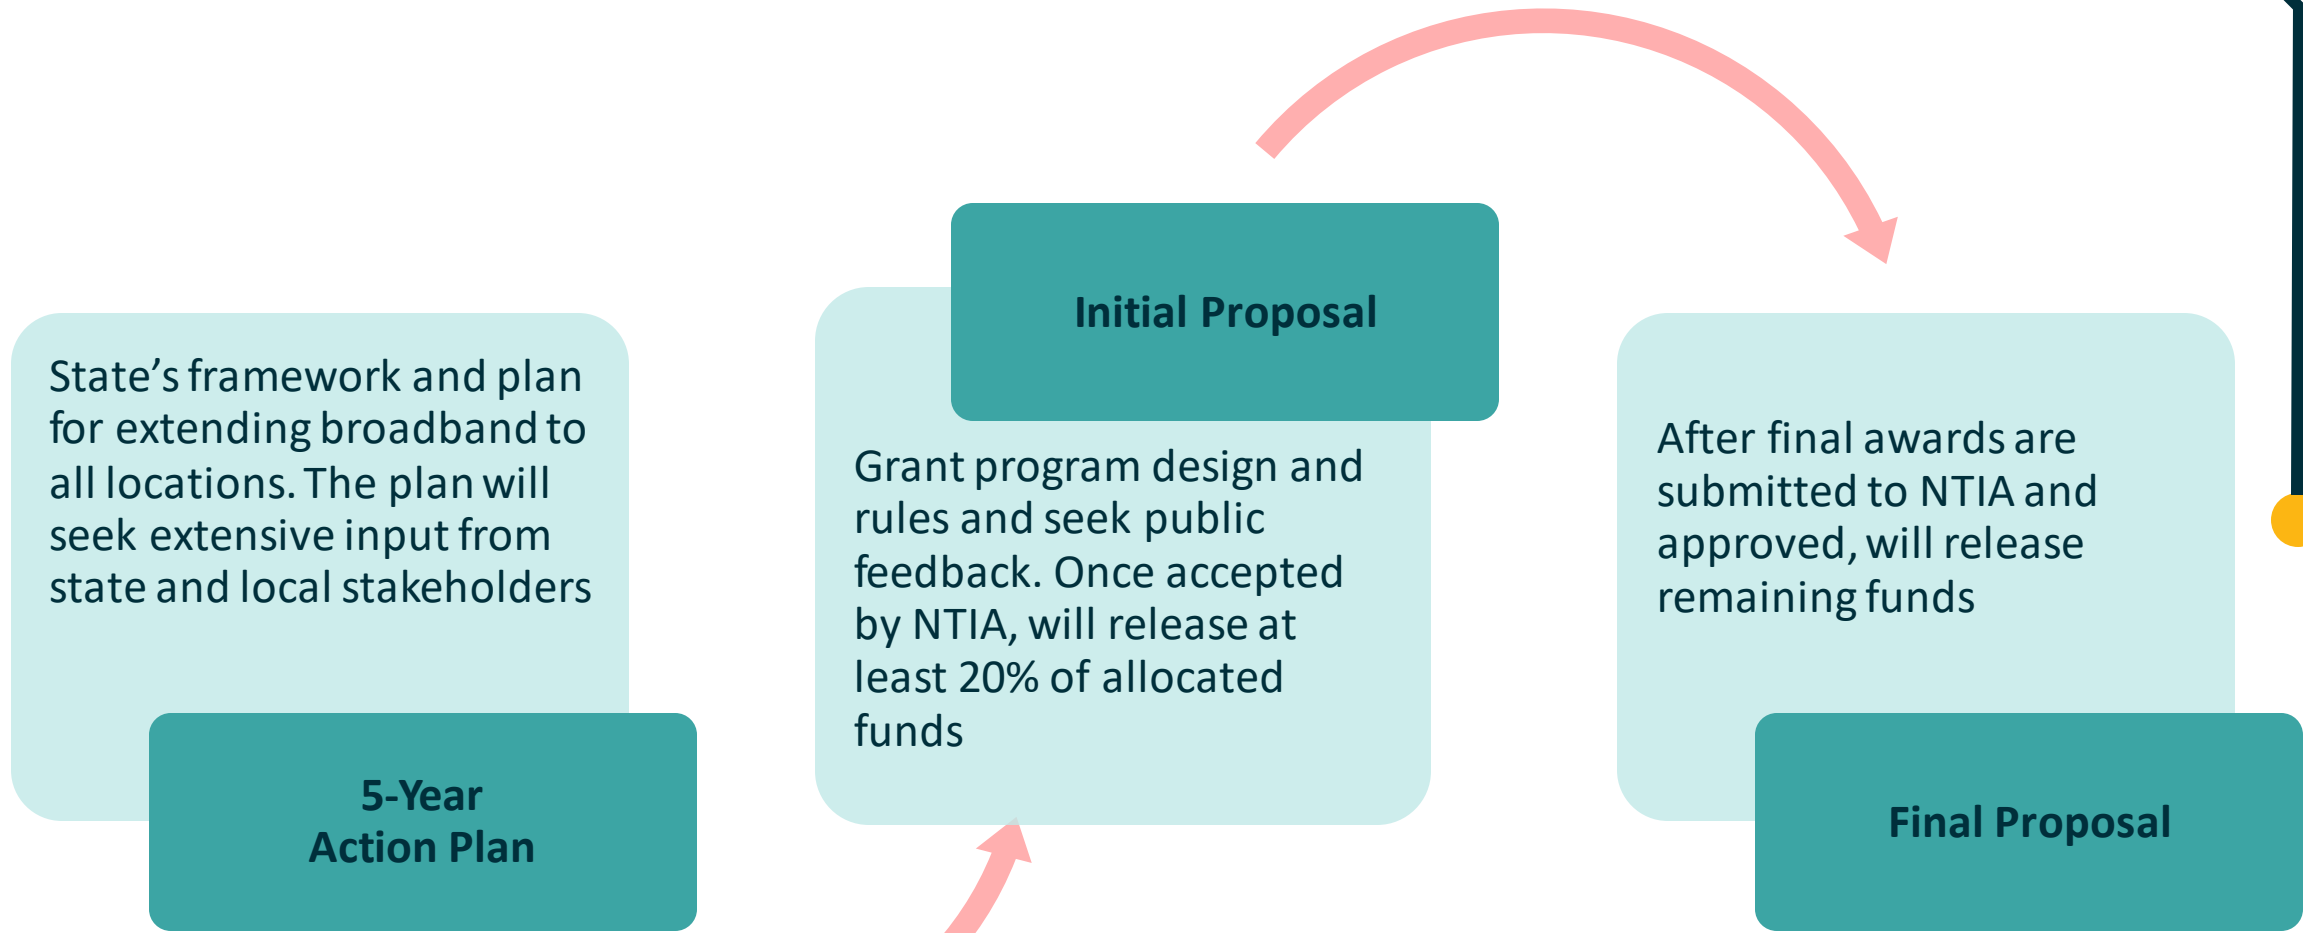 State’s framework and plan
for extending broadband to
all locations. The plan will
seek extensive input from
state and local stakeholders
5-Year
Action Plan
Initial Proposal
Grant program design and
rules and seek public
feedback. Once accepted
by NTIA, will release at
least 20% of allocated
funds
After final awards are
submitted to NTIA and
approved, will release
remaining funds
Final Proposal